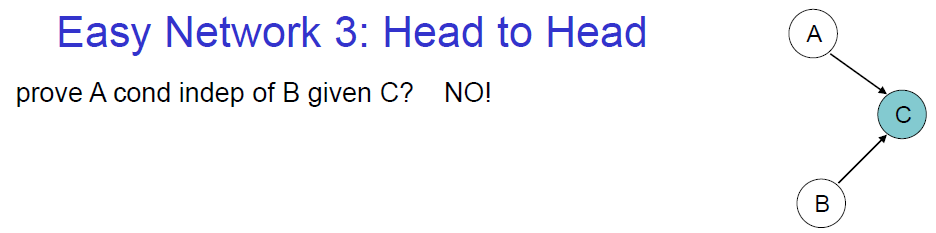 Easy Network 3: Head to Head
prove A cond indep of B given C? NO!
A
C
B